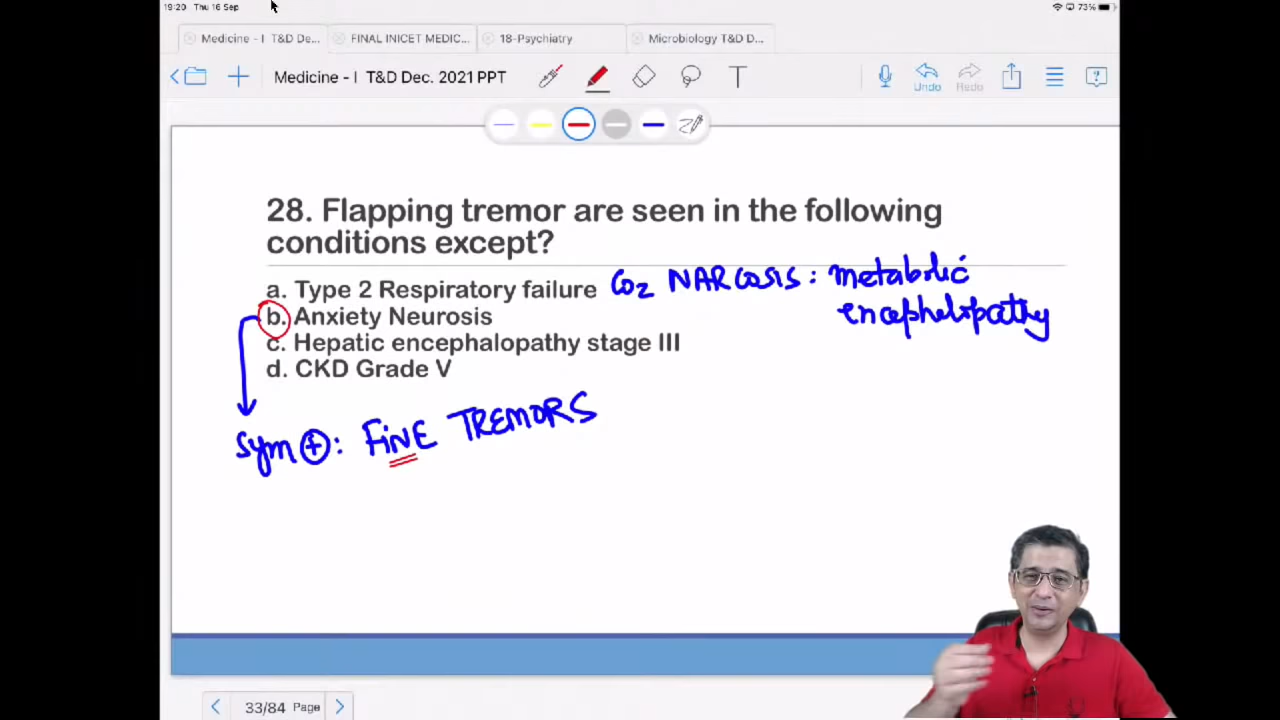 19:20 Thu 16 Sep
73%
Medicine - I T&D De...
FINAL INICET MEDIC...
18-Psychiatry
Microbiology T&D D...
Medicine - I T&D Dec. 2021 PPT
T
Undo
Redo
28. Flapping tremor are seen in the following
conditions except?
a. Type 2 Respiratory failure CO2 NARCOSIS: metabolic
encephelopathy
b. Anxiety Neurosis
c. Hepatic encephalopathy stage III
d. CKD Grade V
Sym +: FINE TREMORS
33/84 Page